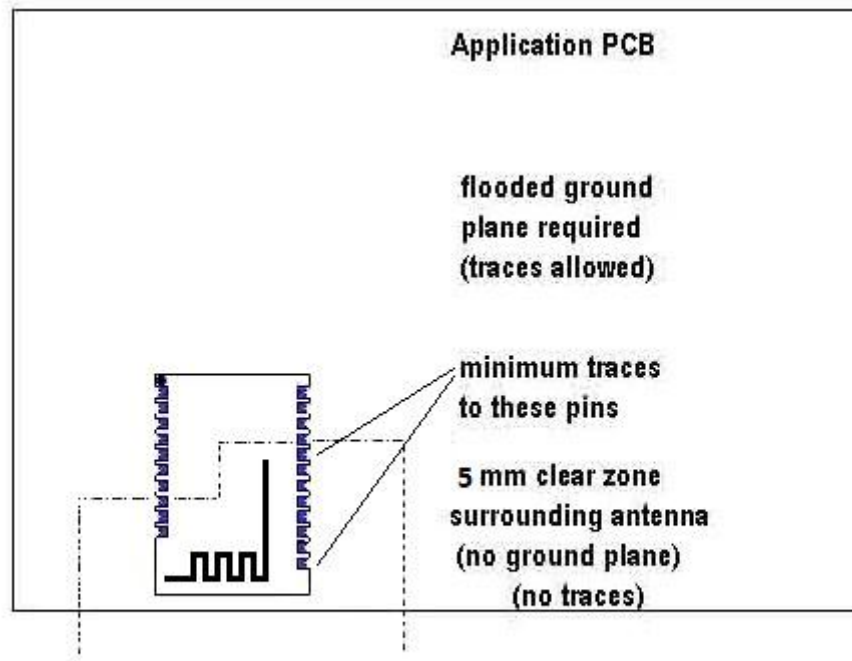 Application PCB
flooded ground
plane required
(traces allowed)
minimum traces
to these pins
5 mm clear zone
surrounding antenna
(no ground plane)
(no traces)